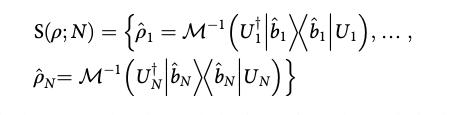 S(ρ; N) = {ρ̂₁ = ℳ⁻¹(U₁†|b̂₁⟩⟨b̂₁|U₁), … ,
ρ̂_N = ℳ⁻¹(U_N†|b̂_N⟩⟨b̂_N|U_N)}